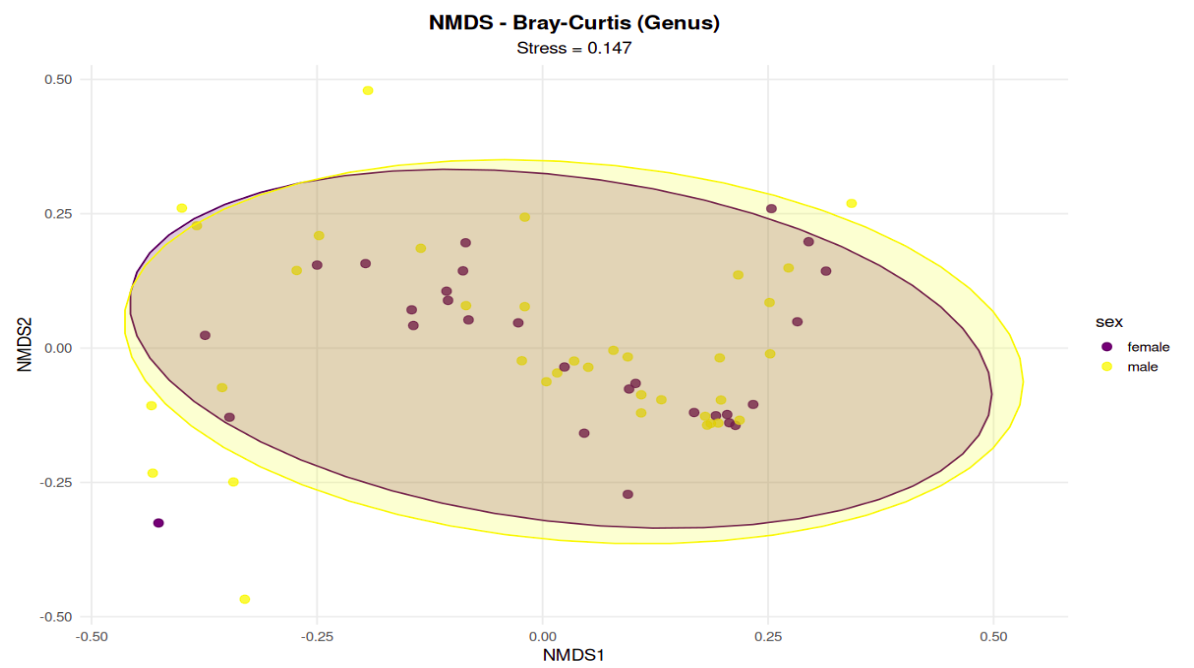 NMDS - Bray-Curtis (Genus)
Stress = 0.147
0.50
0.25
0.00
-0.25
-0.50
NMDS2
-0.50
-0.25
0.00
0.25
0.50
NMDS1
sex
female
male